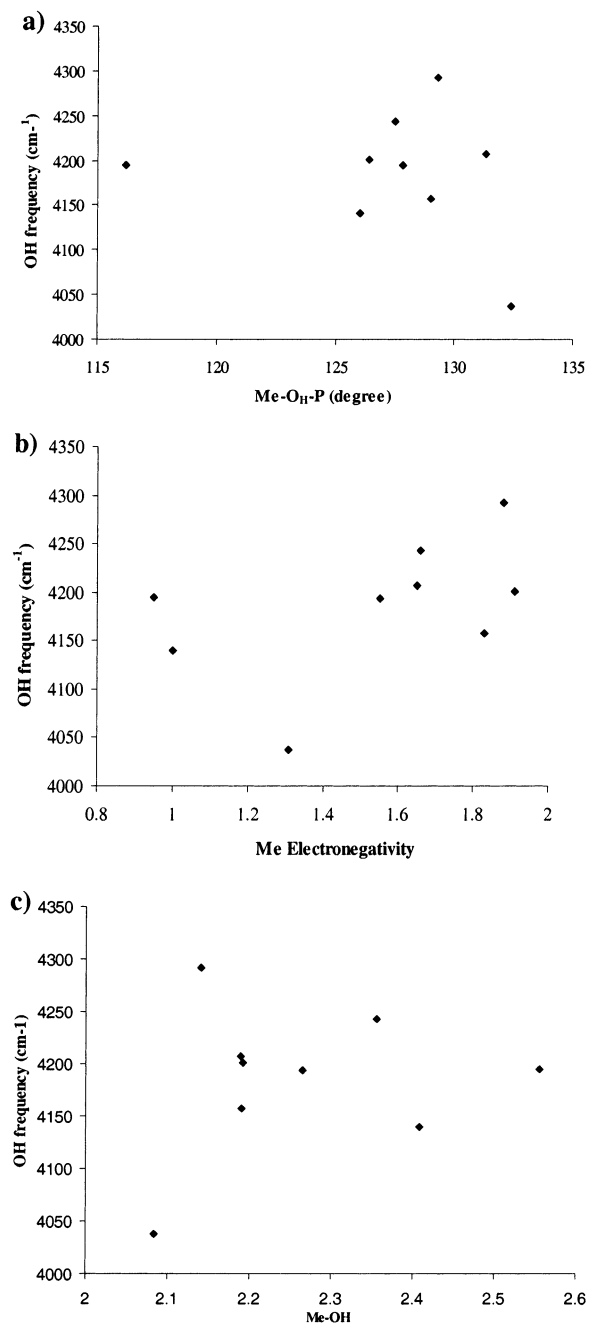 a)
4350
4300
4250
4200
4150
4100
4050
4000
OH frequency (cm-1)
115 120 125 130 135
Me-OH-P (degree)
b)
4350
4300
4250
4200
4150
4100
4050
4000
OH frequency (cm-1)
0.8 1 1.2 1.4 1.6 1.8 2
Me Electronegativity
c)
4350
4300
4250
4200
4150
4100
4050
4000
OH frequency (cm-1)
2 2.1 2.2 2.3 2.4 2.5 2.6
Me-OH